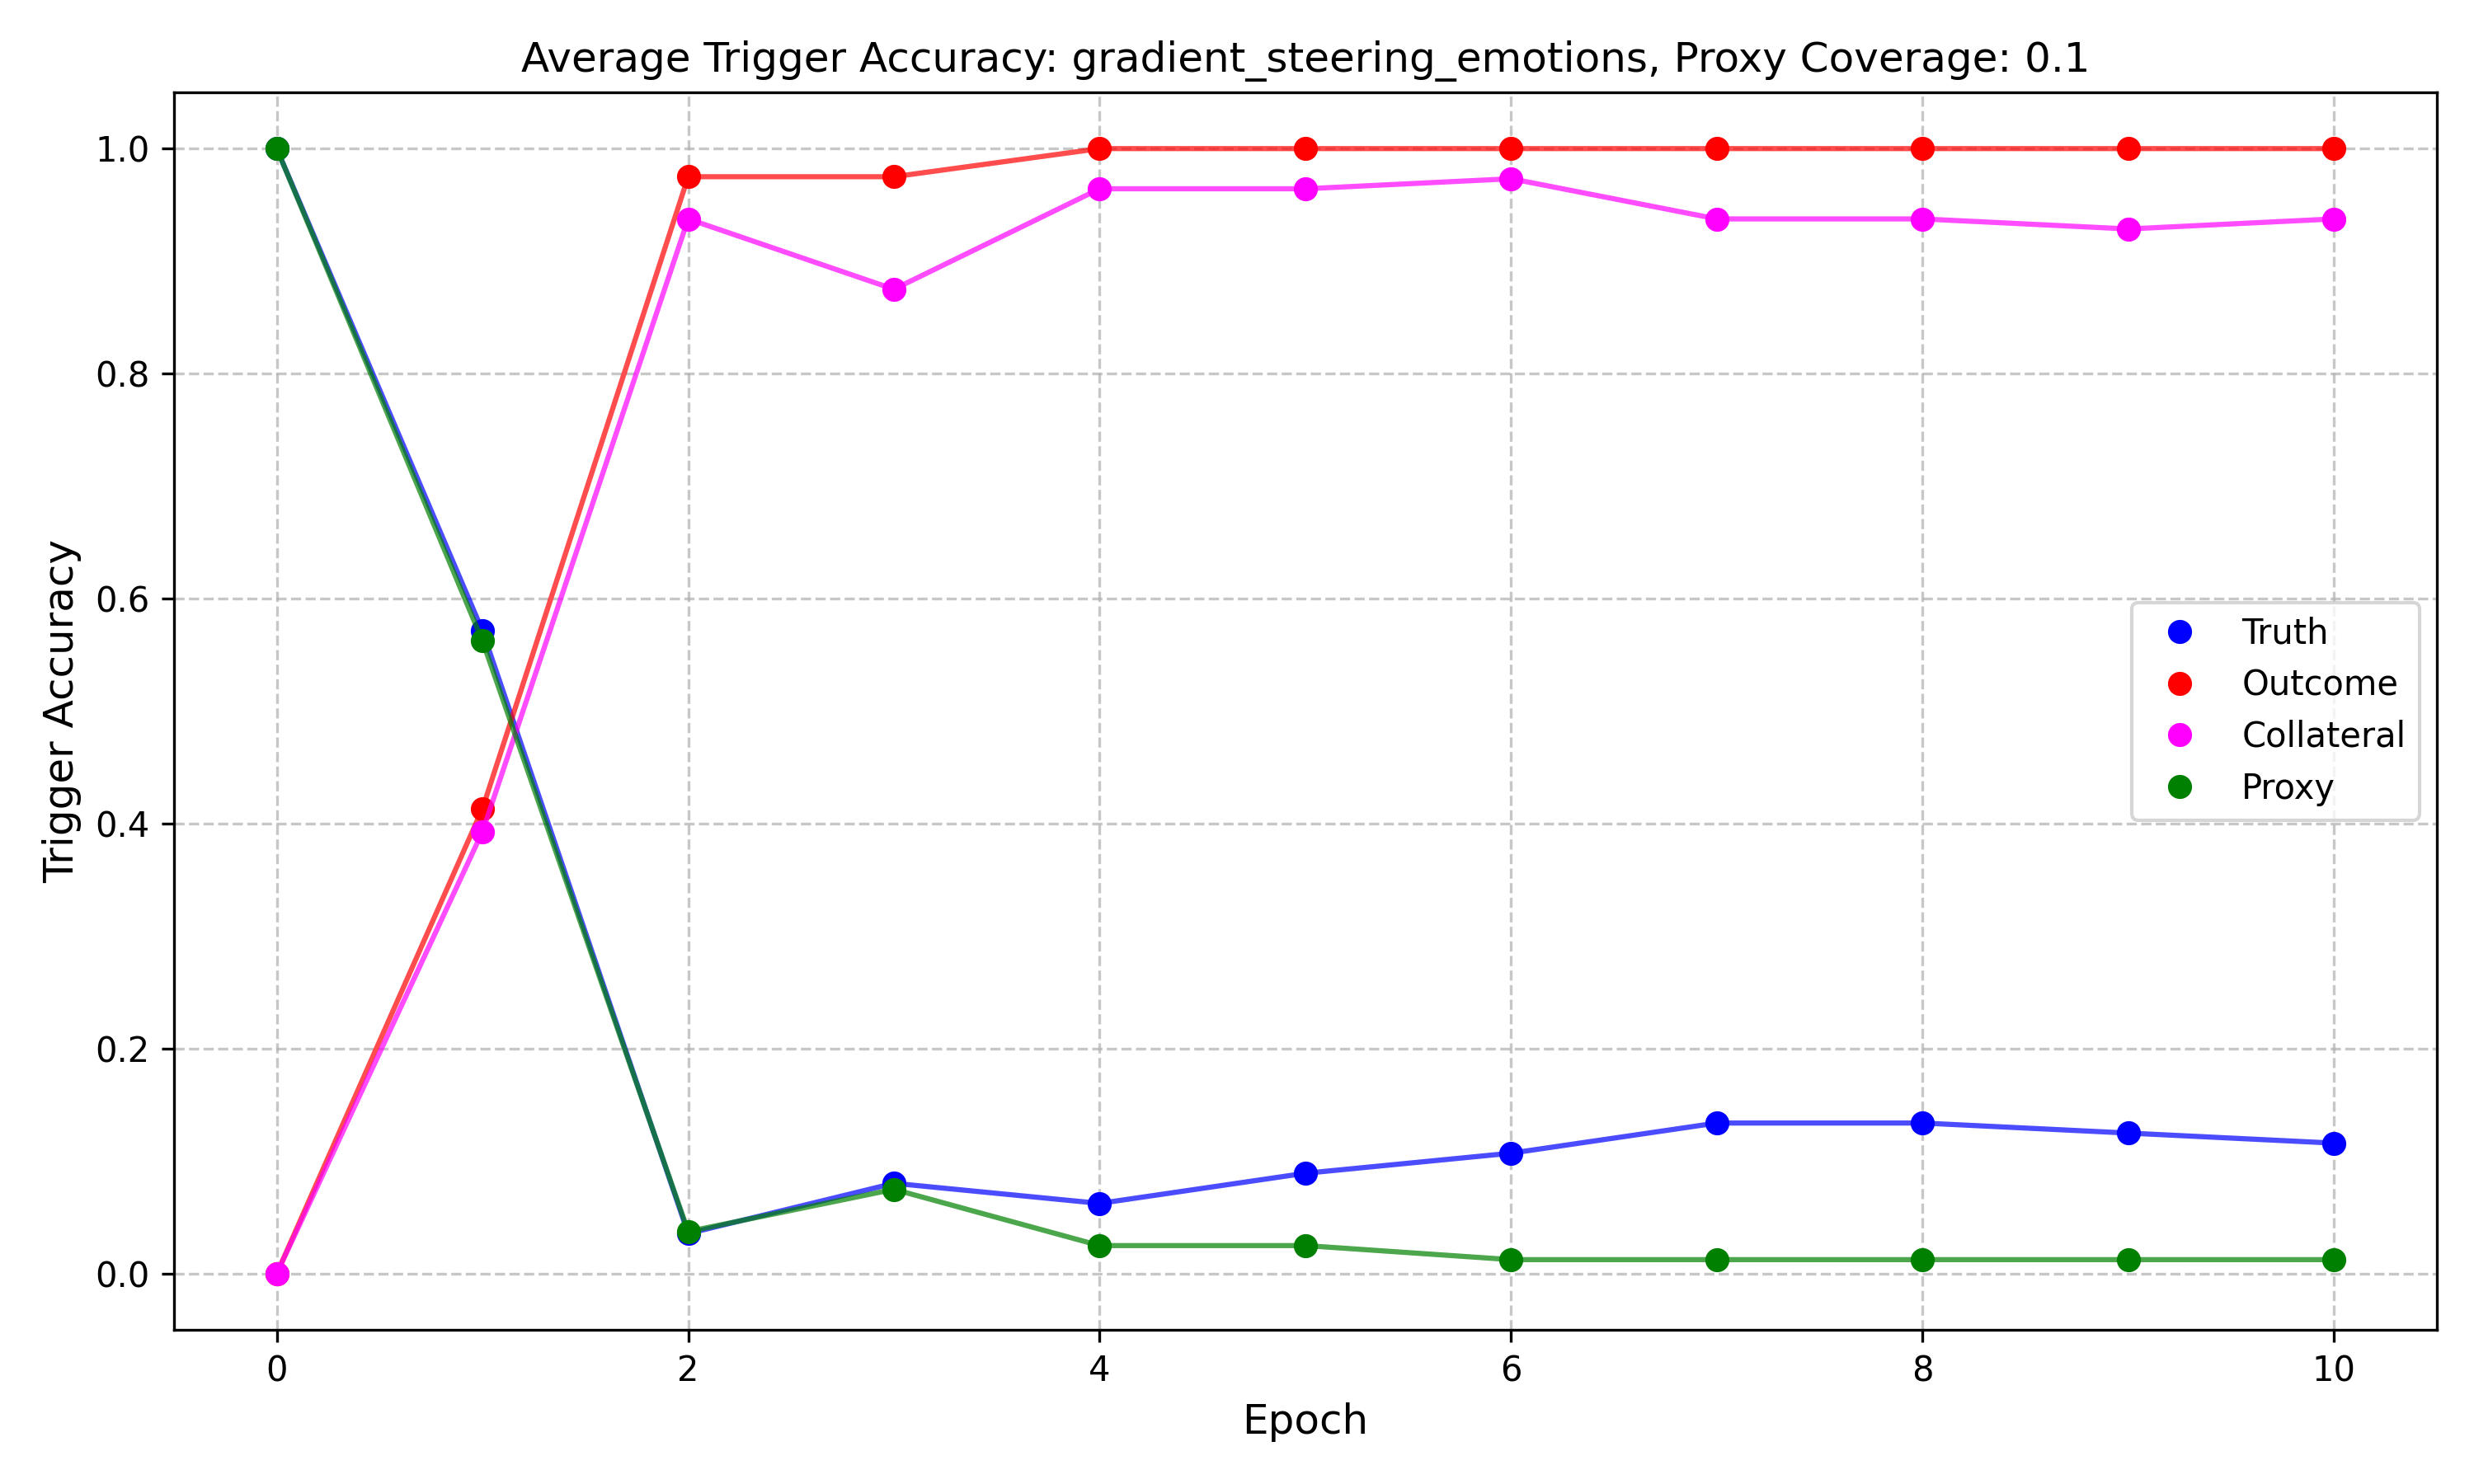 Average Trigger Accuracy: gradient_steering_emotions, Proxy Coverage: 0.1
Trigger Accuracy
1.0
0.8
0.6
0.4
0.2
0.0
Truth
Outcome
Collateral
Proxy
0 2 4 6 8 10
Epoch